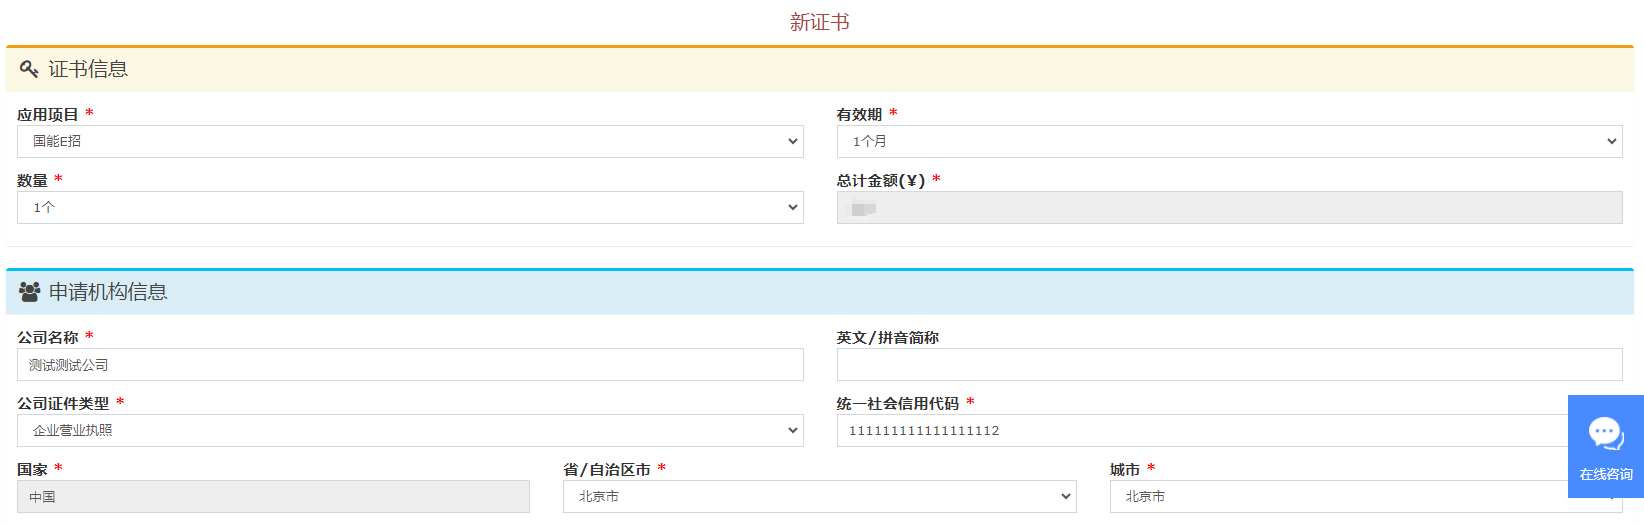 新证书
证书信息
应用项目 * 有效期 *
国能E招 1个月
数量 * 总计金额(¥) *
1个
申请机构信息
公司名称 * 英文/拼音简称
测试测试公司
公司证件类型 * 统一社会信用代码 *
企业营业执照 111111111111111112
国家 * 省/自治区市 * 城市 *
中国 北京市 北京市
在线咨询